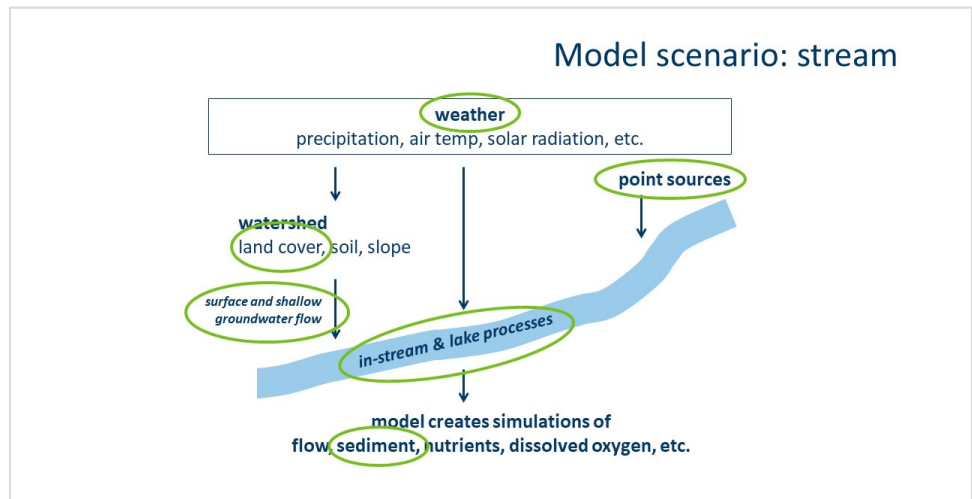 Model scenario: stream
weather
precipitation, air temp, solar radiation, etc.
point sources
watershed
land cover, soil, slope
surface and shallow
groundwater flow
in-stream & lake processes
model creates simulations of
flow, sediment, nutrients, dissolved oxygen, etc.